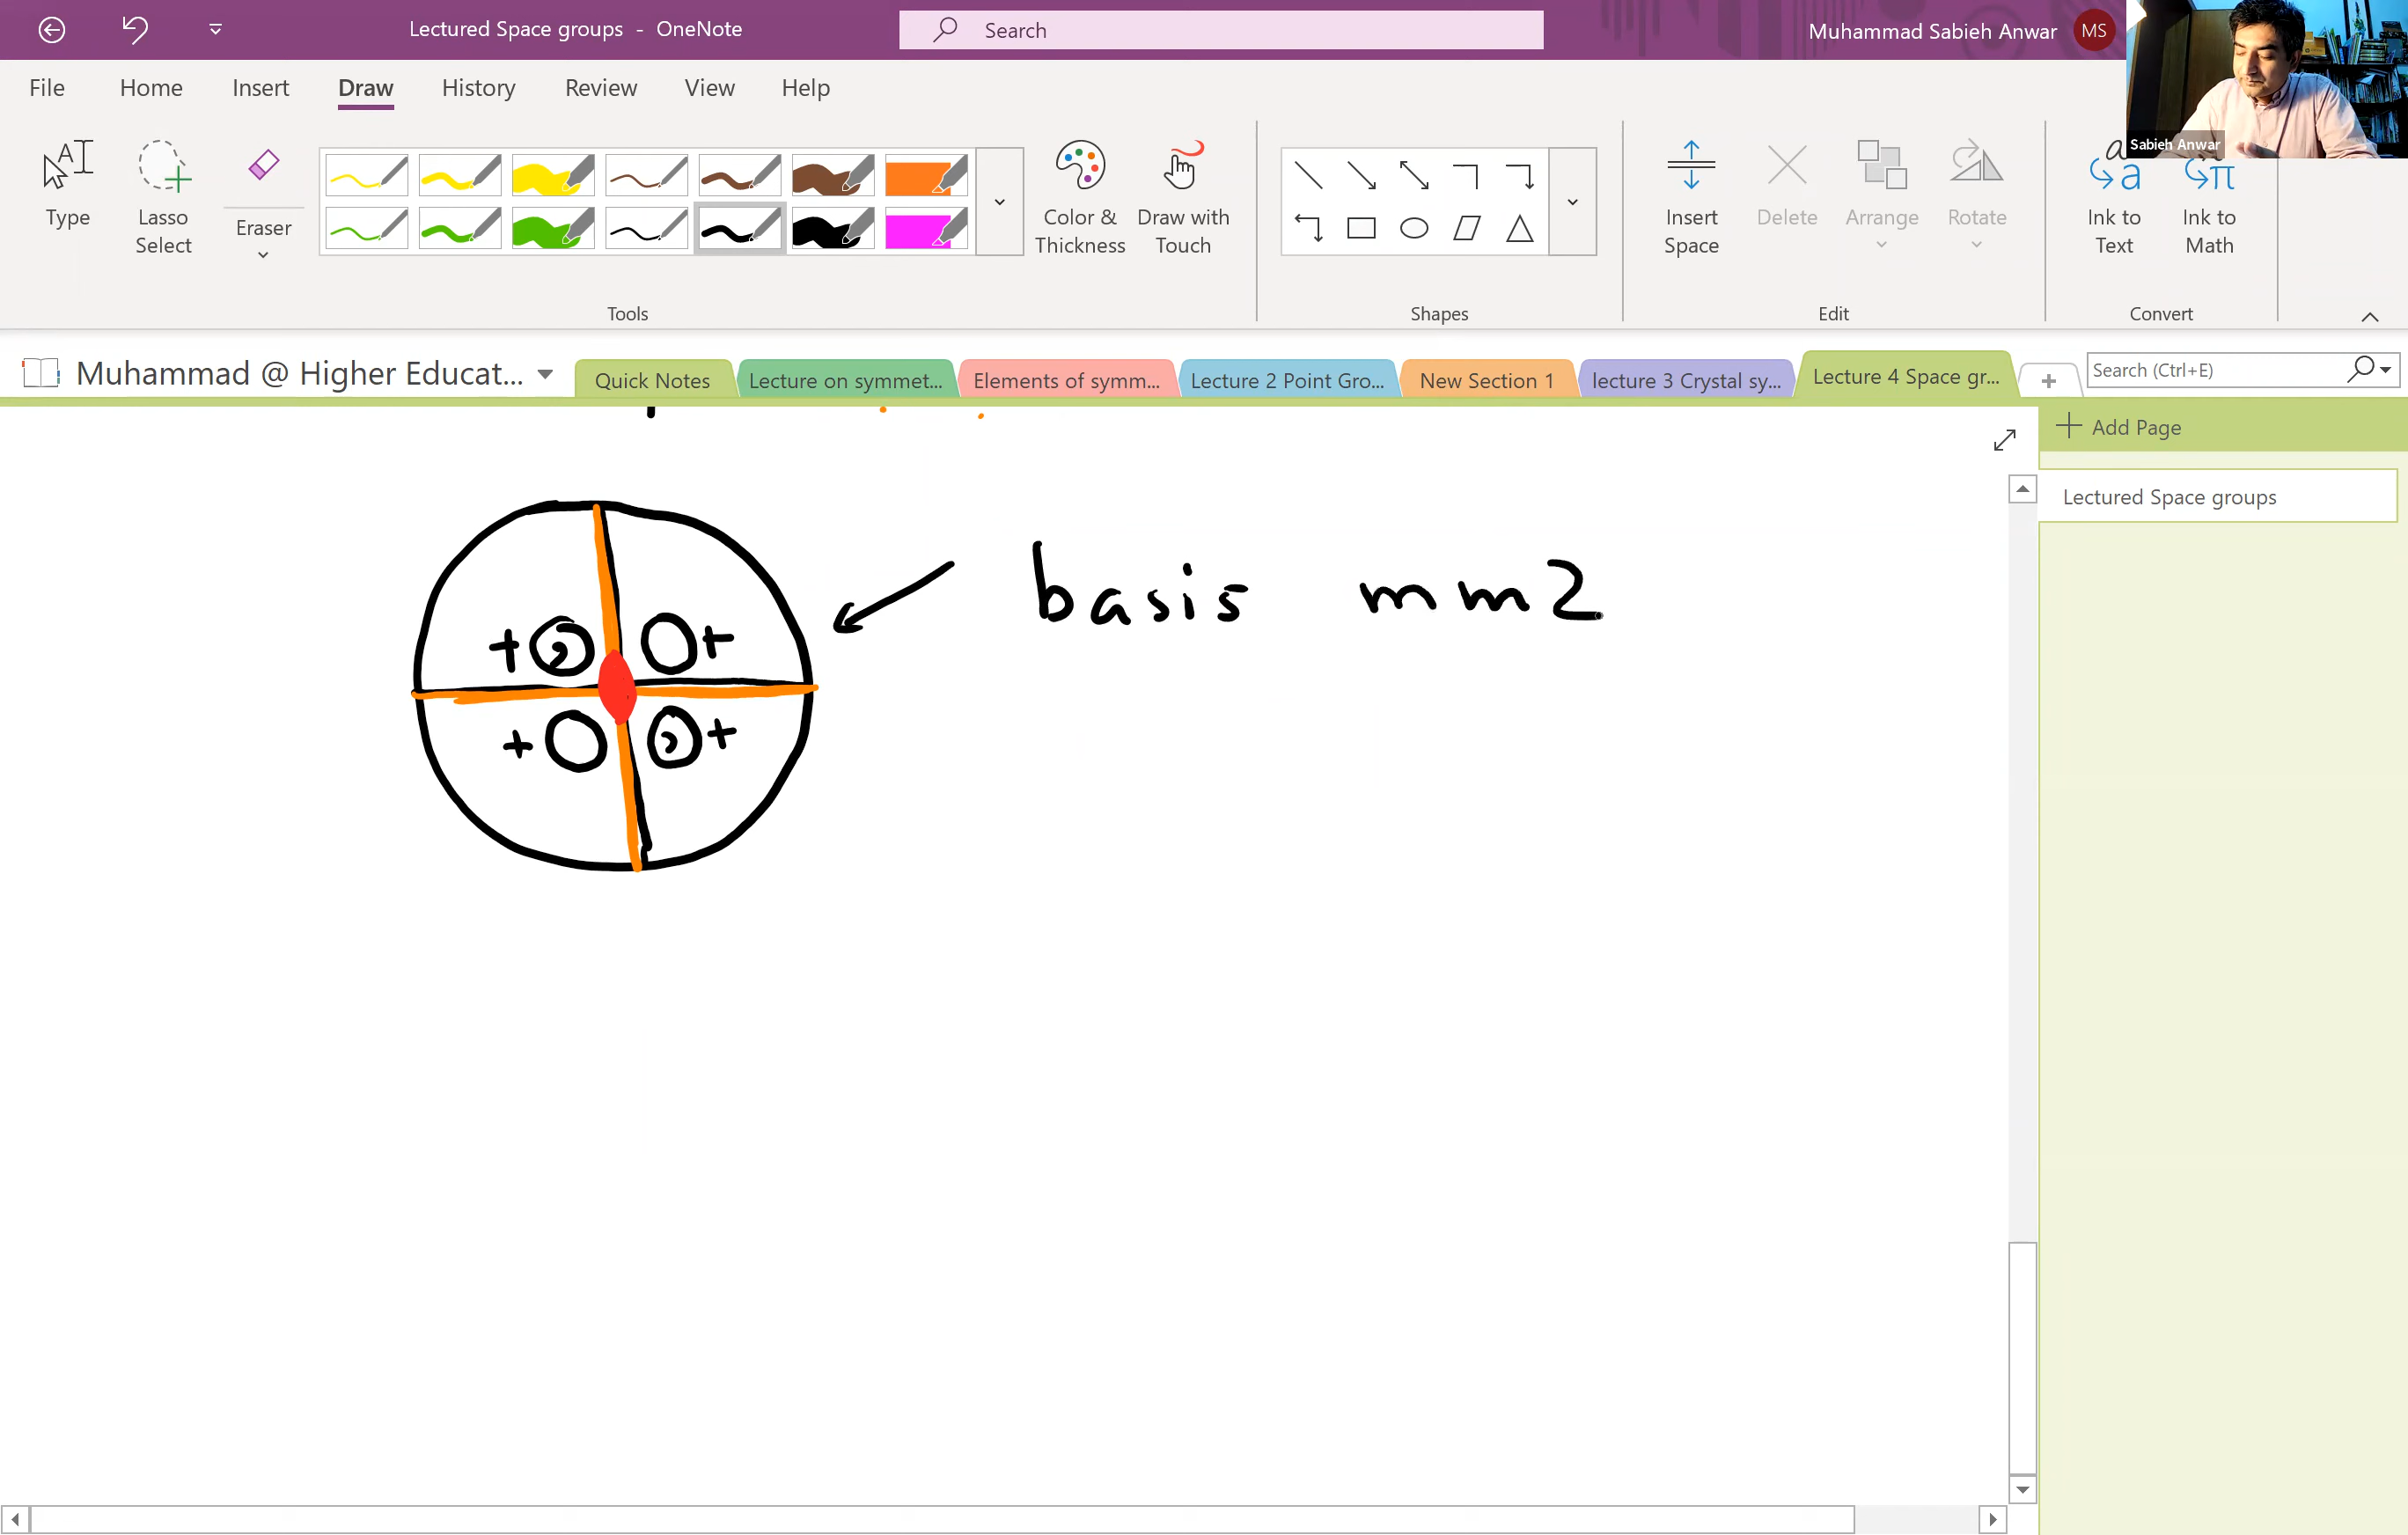 Lectured Space groups - OneNote
Search
Muhammad Sabieh Anwar
MS
File Home Insert Draw History Review View Help
Type
Lasso Select
Eraser
Color & Thickness
Draw with Touch
Insert Space
Delete
Arrange
Rotate
Ink to Text
Ink to Math
Sabieh Anwar
Tools
Shapes
Edit
Convert
Muhammad @ Higher Educat...
Quick Notes
Lecture on symmet...
Elements of symm...
Lecture 2 Point Gro...
New Section 1
lecture 3 Crystal sy...
Lecture 4 Space gr...
Search (Ctrl+E)
Add Page
Lectured Space groups
basis mm2
+ , +
+ , +